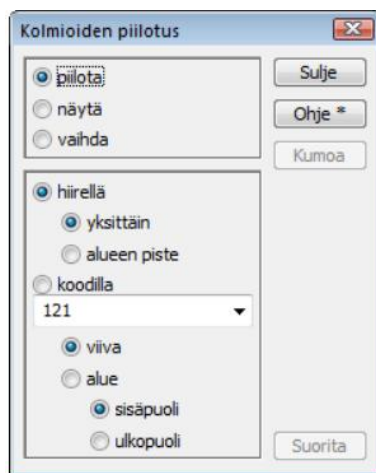 Kolmioiden piilotus
piilota
näytä
vaihda
Sulje
Ohje *
Kumoa
hiirellä
yksittäin
alueen piste
koodilla
121
viiva
alue
sisäpuoli
ulkopuoli
Suorita